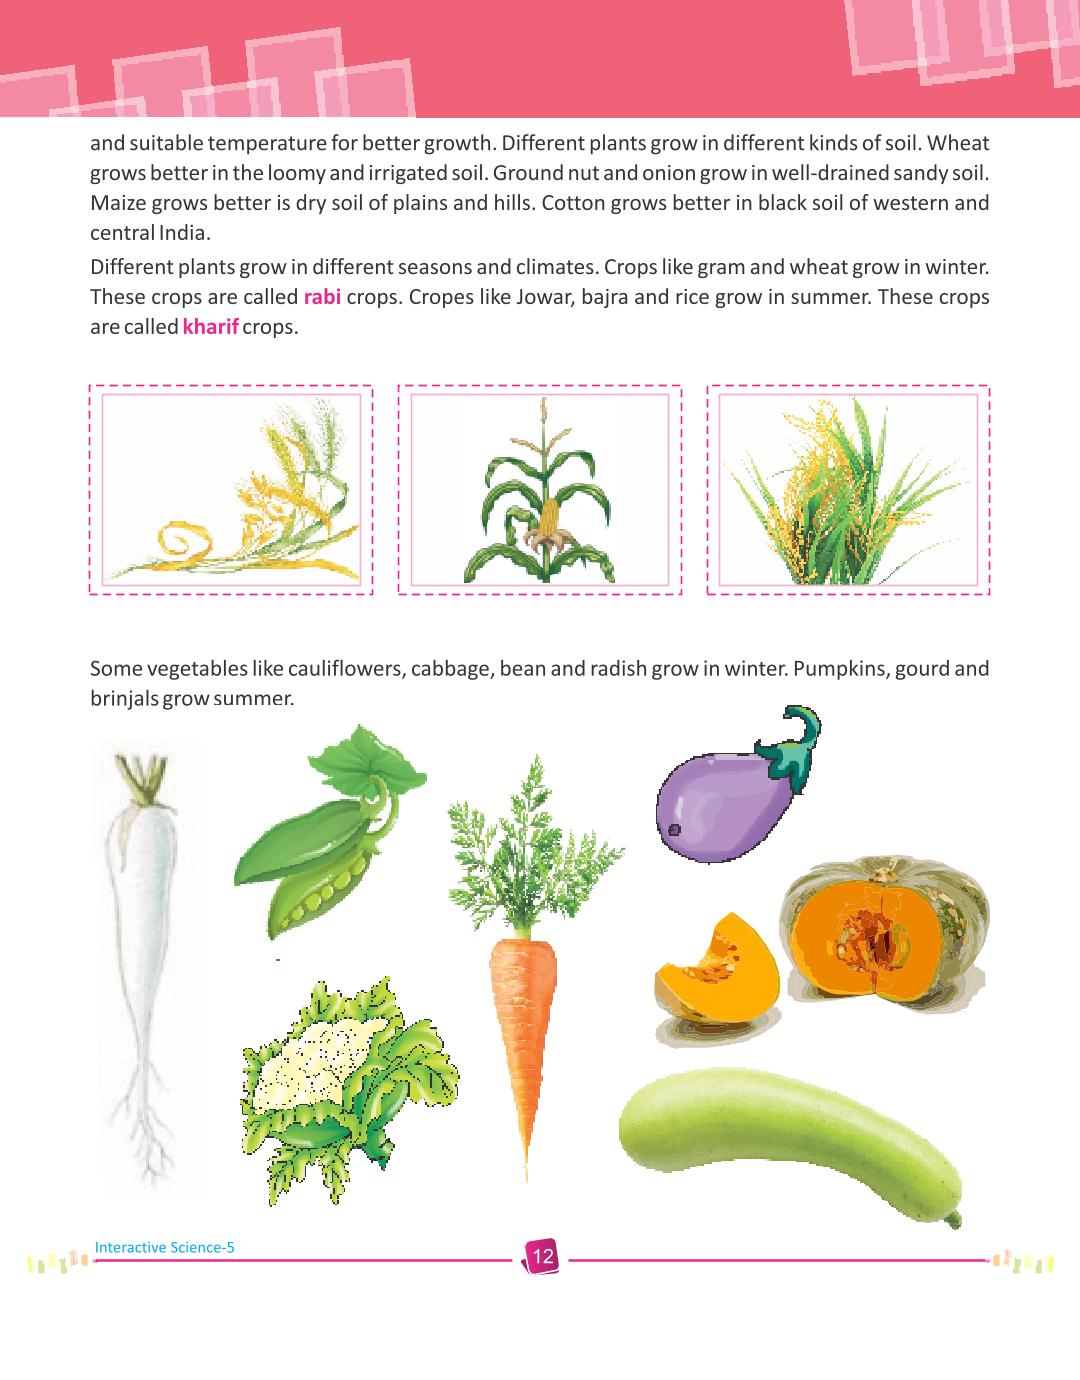 and suitable temperature for better growth. Different plants grow in different kinds of soil. Wheat
grows better in the loomy and irrigated soil. Ground nut and onion grow in well-drained sandy soil.
Maize grows better is dry soil of plains and hills. Cotton grows better in black soil of western and
central India.
Different plants grow in different seasons and climates. Crops like gram and wheat grow in winter.
These crops are called rabi crops. Cropes like Jowar, bajra and rice grow in summer. These crops
are called kharif crops.
Some vegetables like cauliflowers, cabbage, bean and radish grow in winter. Pumpkins, gourd and
brinjals grow summer.
Interactive Science-5
12